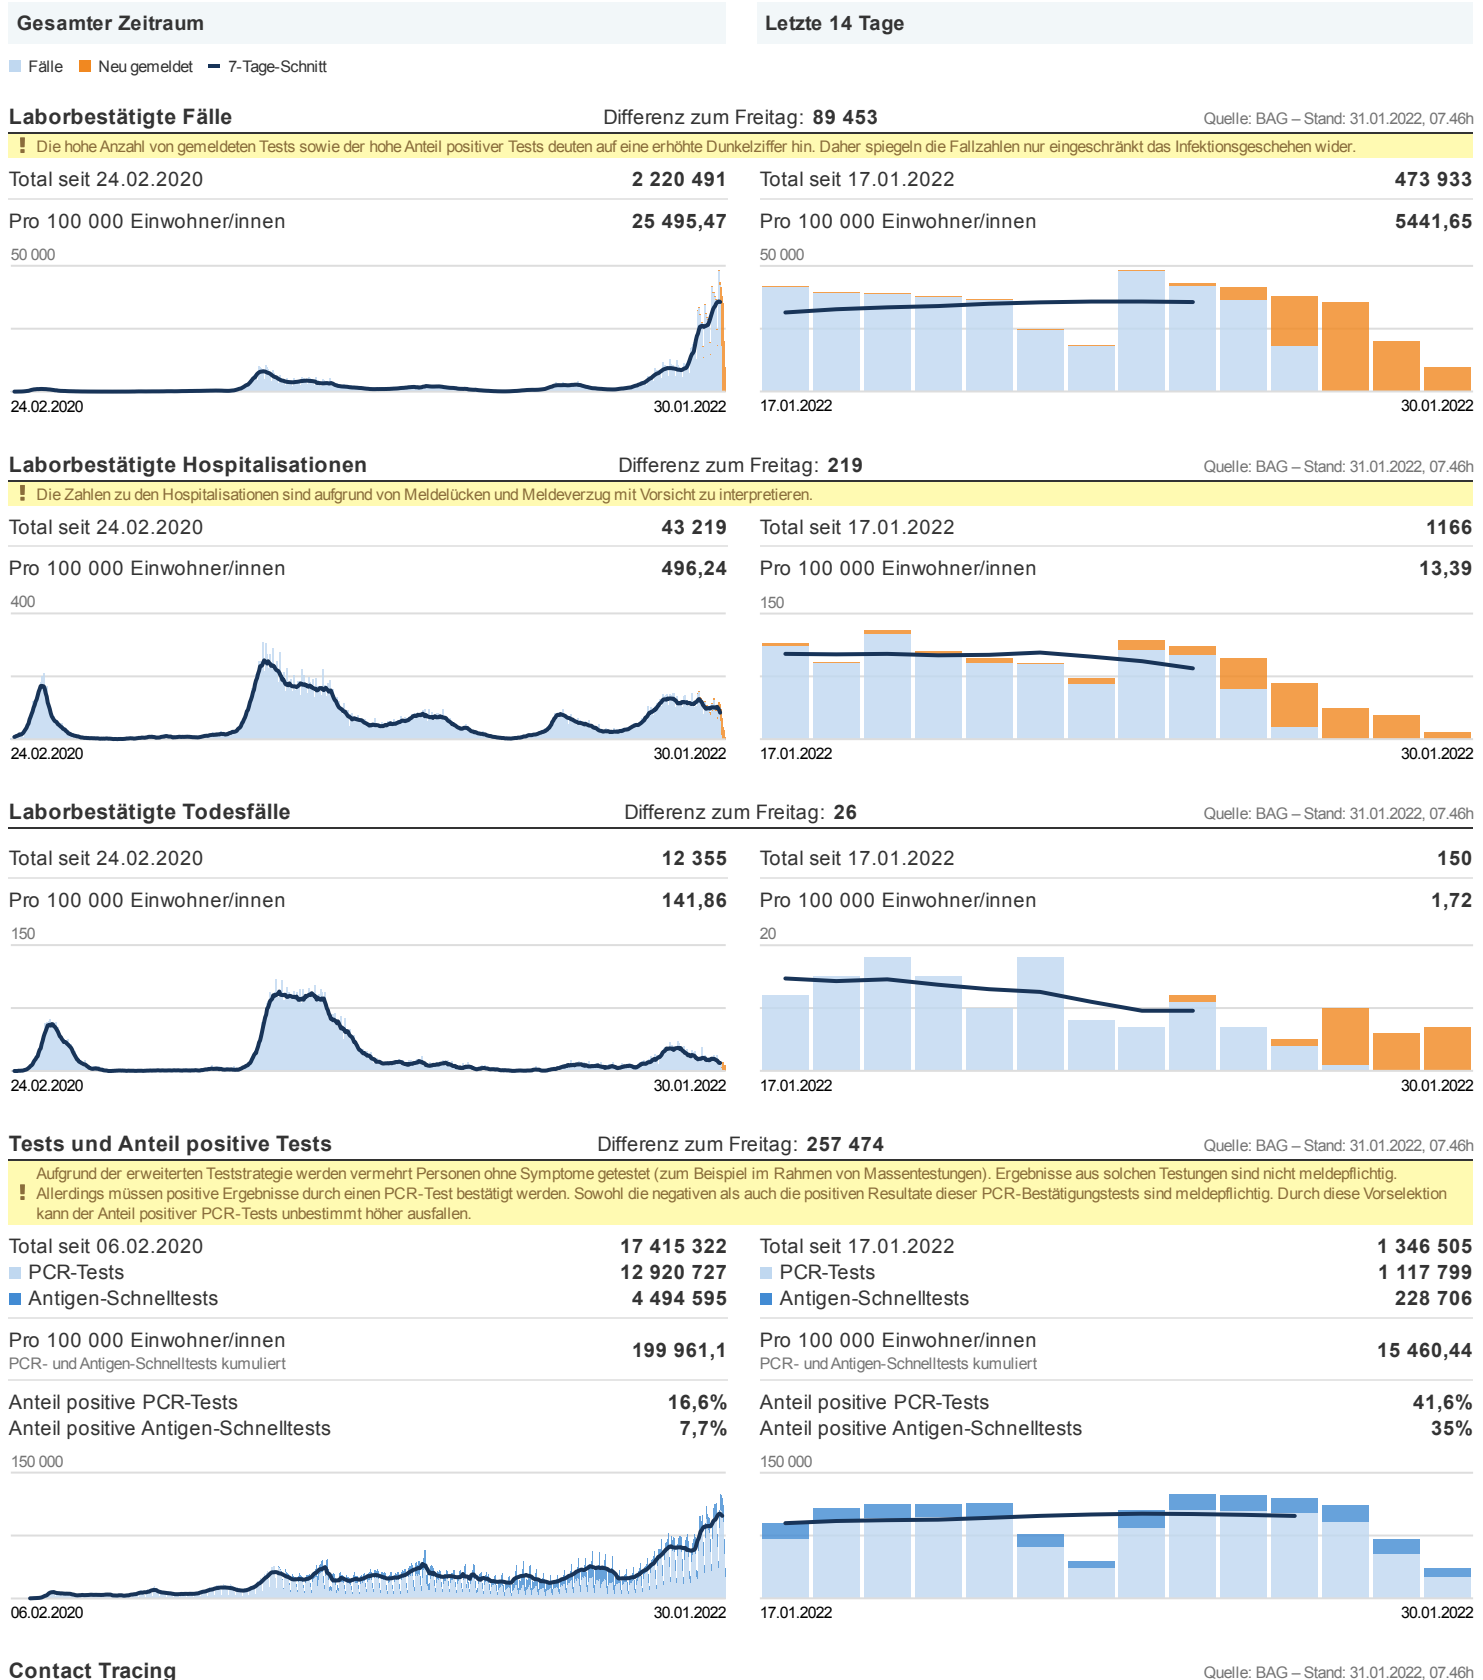 Gesamter Zeitraum
Letzte 14 Tage
Fälle Neu gemeldet 7-Tage-Schnitt
Laborbestätigte Fälle Differenz zum Freitag: 89 453 Quelle: BAG – Stand: 31.01.2022, 07.46h
! Die hohe Anzahl von gemeldeten Tests sowie der hohe Anteil positiver Tests deuten auf eine erhöhte Dunkelziffer hin. Daher spiegeln die Fallzahlen nur eingeschränkt das Infektionsgeschehen wider.
Total seit 24.02.2020 2 220 491
Pro 100 000 Einwohner/innen 25 495,47
50 000
24.02.2020 30.01.2022
Total seit 17.01.2022 473 933
Pro 100 000 Einwohner/innen 5441,65
50 000
17.01.2022 30.01.2022
Laborbestätigte Hospitalisationen Differenz zum Freitag: 219 Quelle: BAG – Stand: 31.01.2022, 07.46h
! Die Zahlen zu den Hospitalisationen sind aufgrund von Meldelücken und Meldeverzug mit Vorsicht zu interpretieren.
Total seit 24.02.2020 43 219
Pro 100 000 Einwohner/innen 496,24
400
24.02.2020 30.01.2022
Total seit 17.01.2022 1166
Pro 100 000 Einwohner/innen 13,39
150
17.01.2022 30.01.2022
Laborbestätigte Todesfälle Differenz zum Freitag: 26 Quelle: BAG – Stand: 31.01.2022, 07.46h
Total seit 24.02.2020 12 355
Pro 100 000 Einwohner/innen 141,86
150
24.02.2020 30.01.2022
Total seit 17.01.2022 150
Pro 100 000 Einwohner/innen 1,72
20
17.01.2022 30.01.2022
Tests und Anteil positive Tests Differenz zum Freitag: 257 474 Quelle: BAG – Stand: 31.01.2022, 07.46h
Aufgrund der erweiterten Teststrategie werden vermehrt Personen ohne Symptome getestet (zum Beispiel im Rahmen von Massentestungen). Ergebnisse aus solchen Testungen sind nicht meldepflichtig.
! Allerdings müssen positive Ergebnisse durch einen PCR-Test bestätigt werden. Sowohl die negativen als auch die positiven Resultate dieser PCR-Bestätigungstests sind meldepflichtig. Durch diese Vorselektion
kann der Anteil positiver PCR-Tests unbestimmt höher ausfallen.
Total seit 06.02.2020 17 415 322
PCR-Tests 12 920 727
Antigen-Schnelltests 4 494 595
Pro 100 000 Einwohner/innen 199 961,1
PCR- und Antigen-Schnelltests kumuliert
Anteil positive PCR-Tests 16,6%
Anteil positive Antigen-Schnelltests 7,7%
150 000
06.02.2020 30.01.2022
Total seit 17.01.2022 1 346 505
PCR-Tests 1 117 799
Antigen-Schnelltests 228 706
Pro 100 000 Einwohner/innen 15 460,44
PCR- und Antigen-Schnelltests kumuliert
Anteil positive PCR-Tests 41,6%
Anteil positive Antigen-Schnelltests 35%
150 000
17.01.2022 30.01.2022
Contact Tracing Quelle: BAG – Stand: 31.01.2022, 07.46h